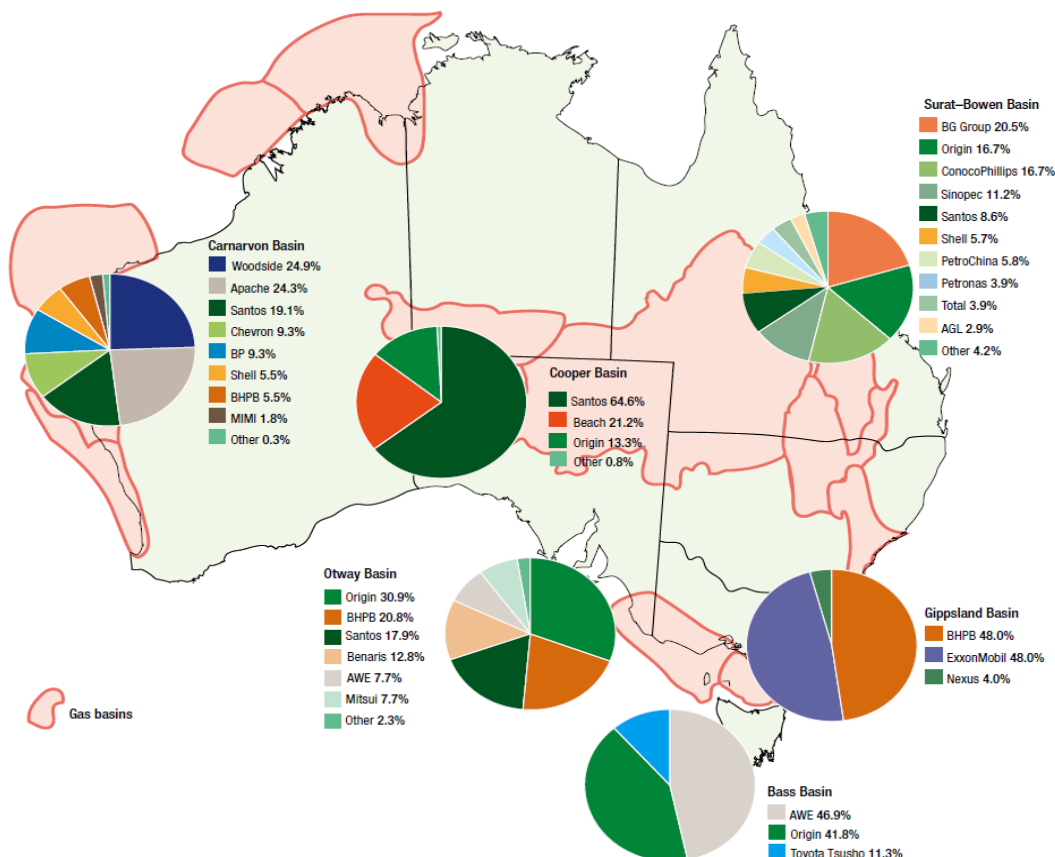 Surat–Bowen Basin
BG Group 20.5%
Origin 16.7%
ConocoPhillips 16.7%
Sinopec 11.2%
Santos 8.6%
Shell 5.7%
PetroChina 5.8%
Petronas 3.9%
Total 3.9%
AGL 2.9%
Other 4.2%
Carnarvon Basin
Woodside 24.9%
Apache 24.3%
Santos 19.1%
Chevron 9.3%
BP 9.3%
Shell 5.5%
BHPB 5.5%
MIMI 1.8%
Other 0.3%
Cooper Basin
Santos 64.6%
Beach 21.2%
Origin 13.3%
Other 0.8%
Otway Basin
Origin 30.9%
BHPB 20.8%
Santos 17.9%
Benaris 12.8%
AWE 7.7%
Mitsui 7.7%
Other 2.3%
Gippsland Basin
BHPB 48.0%
ExxonMobil 48.0%
Nexus 4.0%
Gas basins
Bass Basin
AWE 46.9%
Origin 41.8%
Toyota Tsusho 11.3%